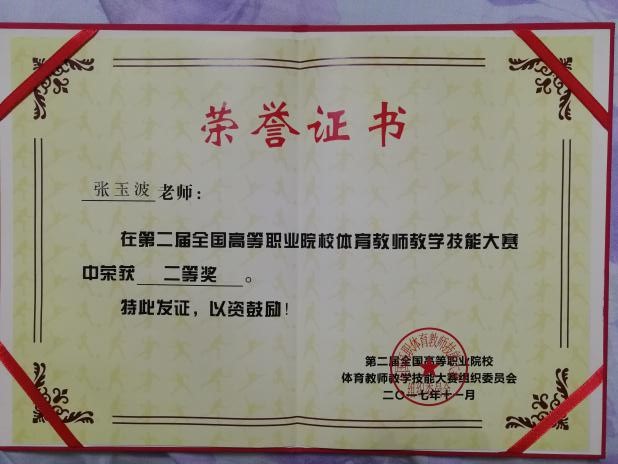 荣誉证书
张玉波老师：
在第二届全国高等职业院校体育教师教学技能大赛
中荣获 二等奖 。
特此发证，以资鼓励！
第二届全国高等职业院校
体育教师教学技能大赛组织委员会
二〇一七年十一月